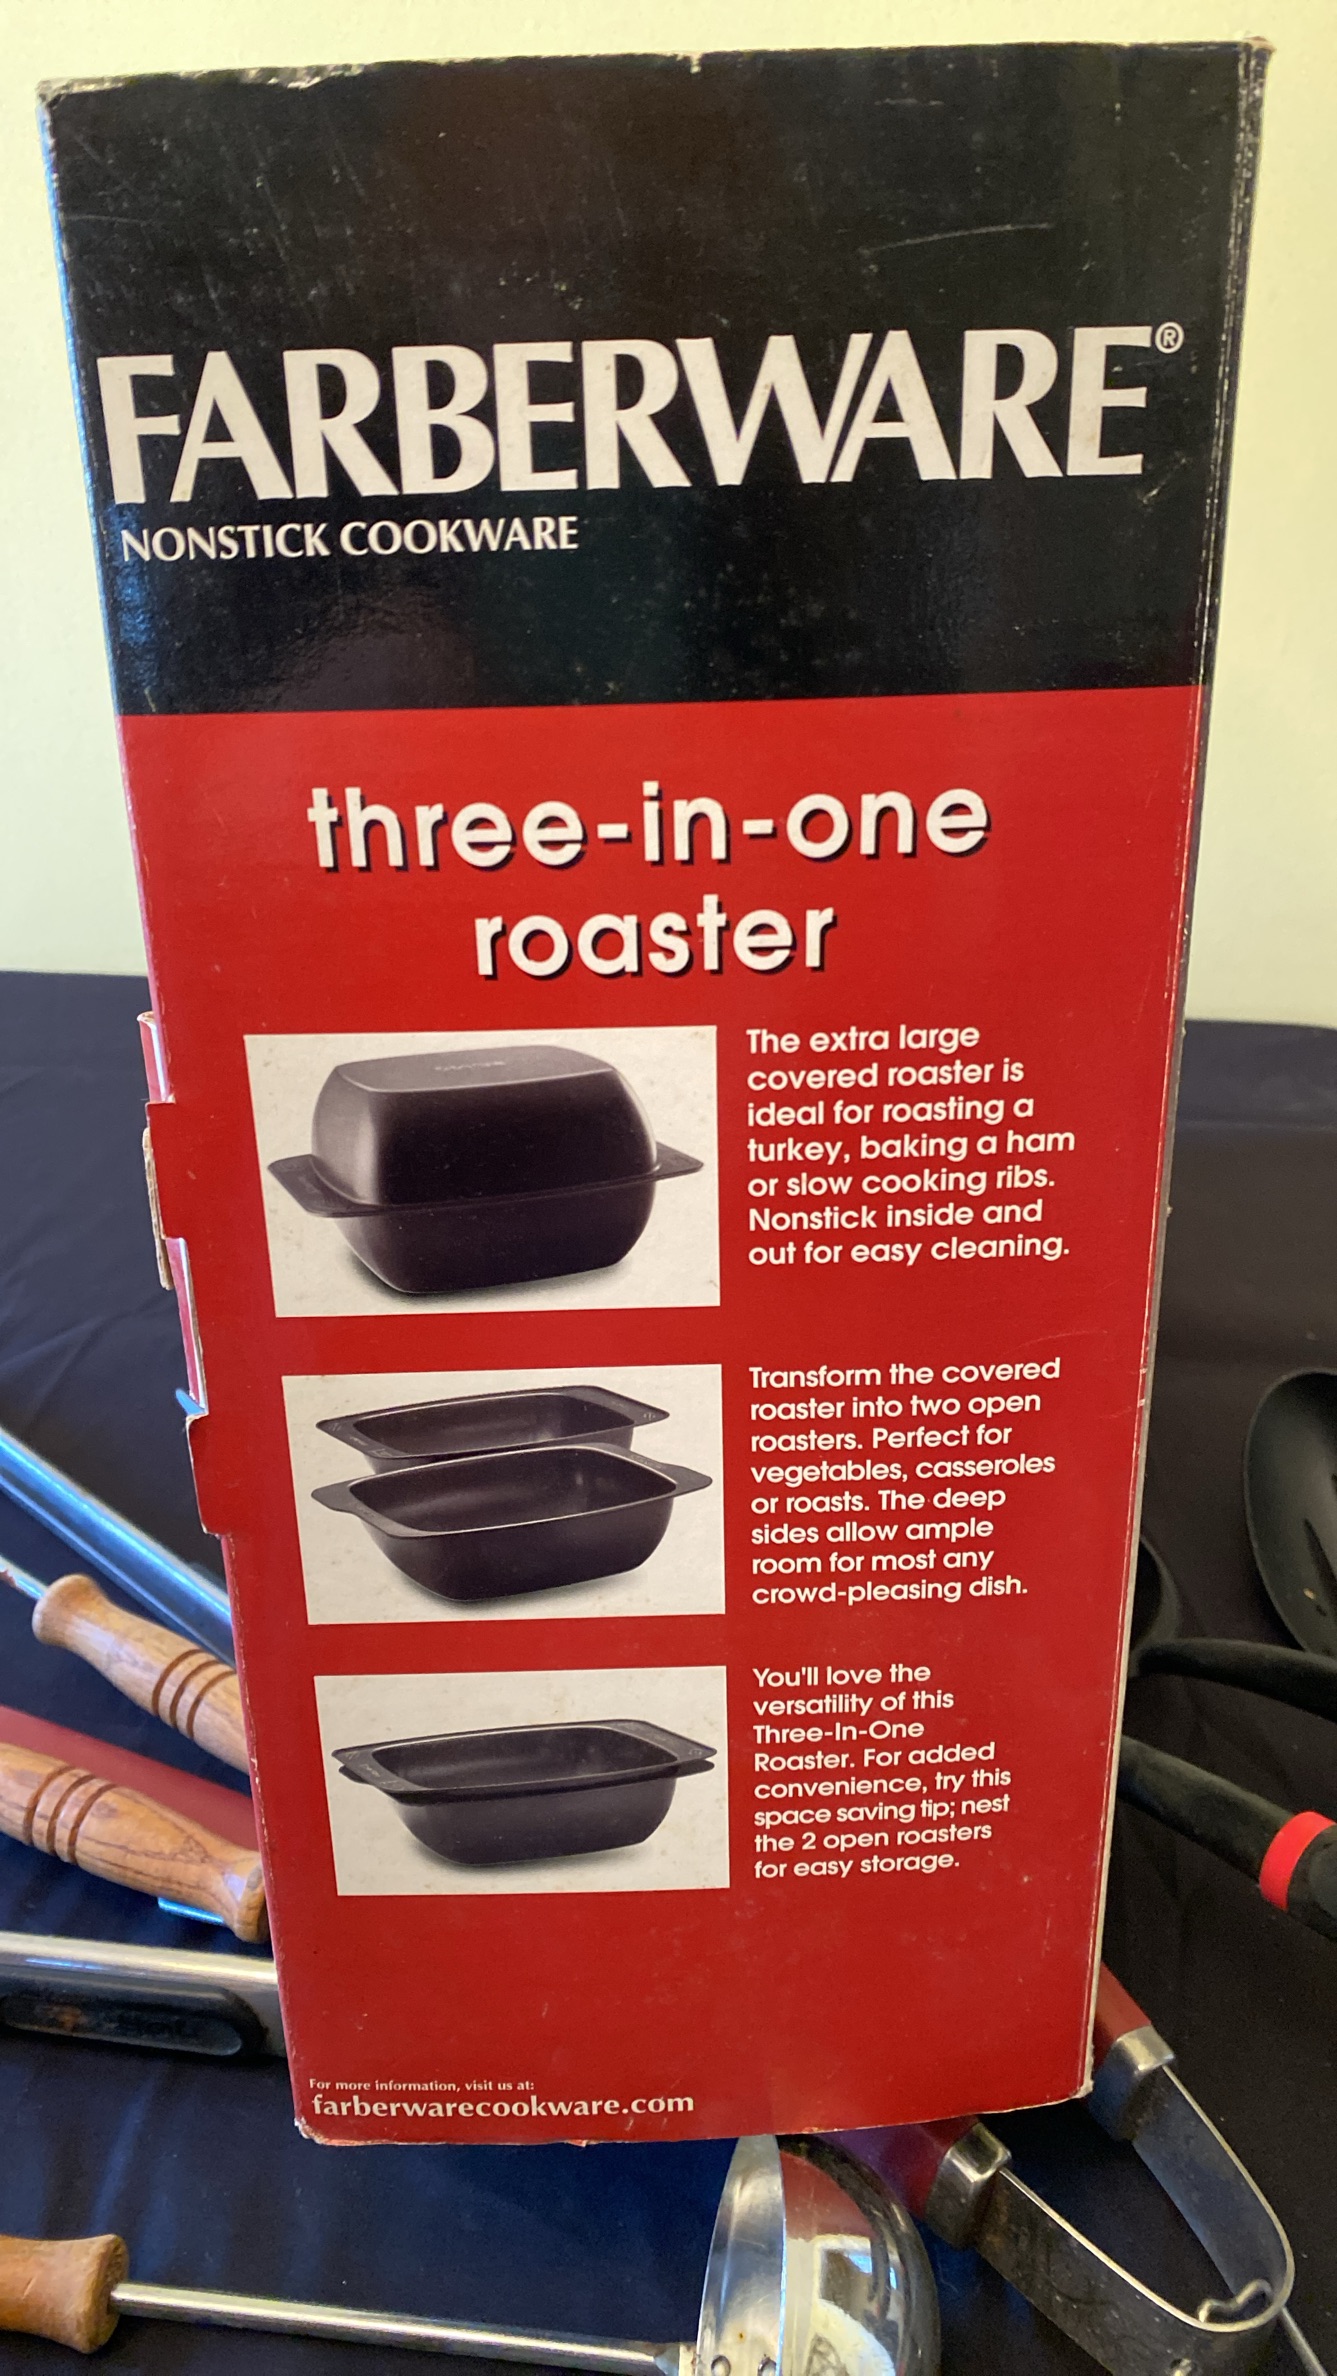 FARBERWARE®
NONSTICK COOKWARE
three-in-one
roaster
The extra large
covered roaster is
ideal for roasting a
turkey, baking a ham
or slow cooking ribs.
Nonstick inside and
out for easy cleaning.
Transform the covered
roaster into two open
roasters. Perfect for
vegetables, casseroles
or roasts. The deep
sides allow ample
room for most any
crowd-pleasing dish.
You'll love the
versatility of this
Three-In-One
Roaster. For added
convenience, try this
space saving tip; nest
the 2 open roasters
for easy storage.
For more information, visit us at:
farberwarecookware.com